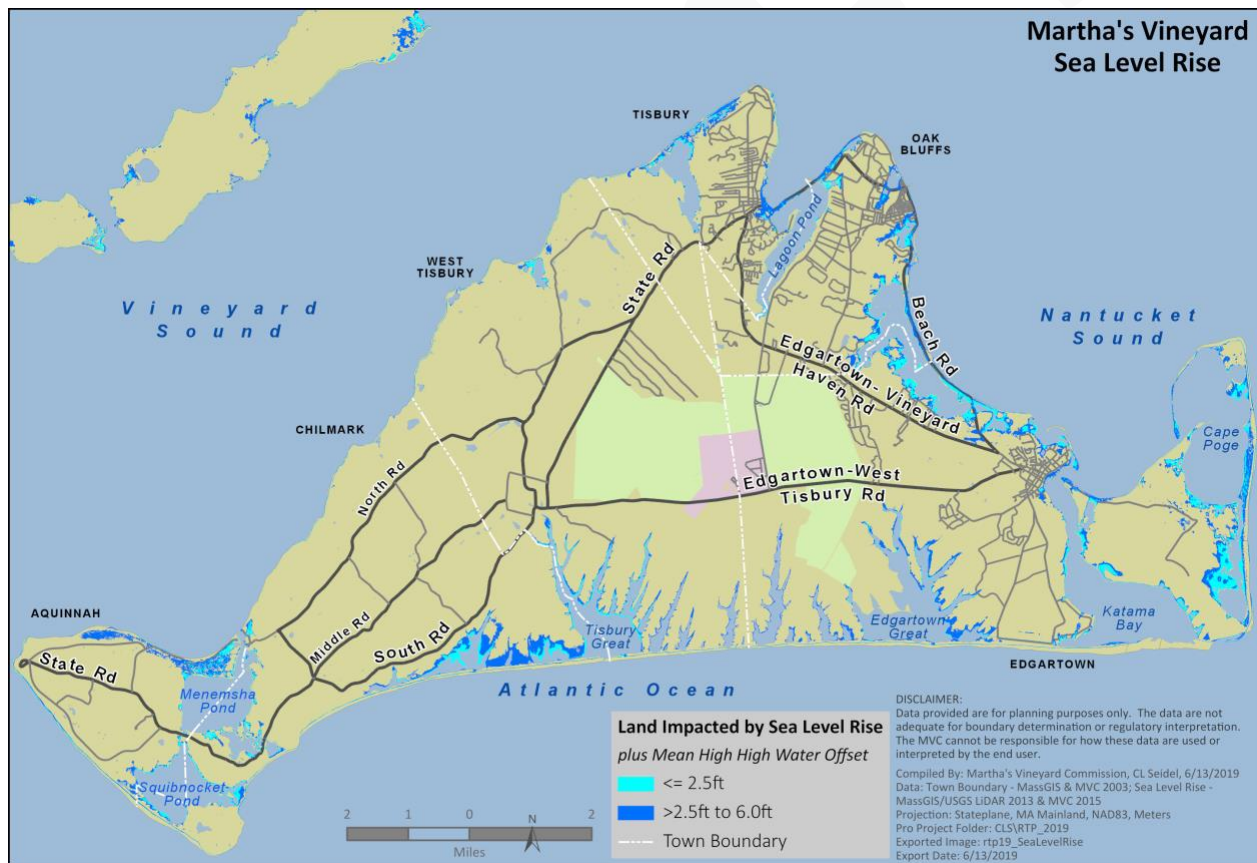 Martha's Vineyard
Sea Level Rise
TISBURY
OAK
BLUFFS
Lagoon Pond
State Rd
WEST
TISBURY
Vineyard
Sound
Beach Rd
Nantucket
Sound
Edgartown- Vineyard
Haven Rd
CHILMARK
North Rd
Cape
Poge
Edgartown-West
Tisbury Rd
AQUINNAH
Middle Rd
South Rd
Tisbury
Great
Edgartown
Great
Katama
Bay
State Rd
Menemsha
Pond
EDGARTOWN
Atlantic Ocean
Squibnocket
Pond
Land Impacted by Sea Level Rise
plus Mean High High Water Offset
<= 2.5ft
>2.5ft to 6.0ft
Town Boundary
2 1 0 N 2
Miles
DISCLAIMER:
Data provided are for planning purposes only. The data are not
adequate for boundary determination or regulatory interpretation.
The MVC cannot be responsible for how these data are used or
interpreted by the end user.
Compiled By: Martha's Vineyard Commission, CL Seidel, 6/13/2019
Data: Town Boundary - MassGIS & MVC 2003; Sea Level Rise -
MassGIS/USGS LiDAR 2013 & MVC 2015
Projection: Stateplane, MA Mainland, NAD83, Meters
Pro Project Folder: CLS\RTP_2019
Exported Image: rtp19_SeaLevelRise
Export Date: 6/13/2019